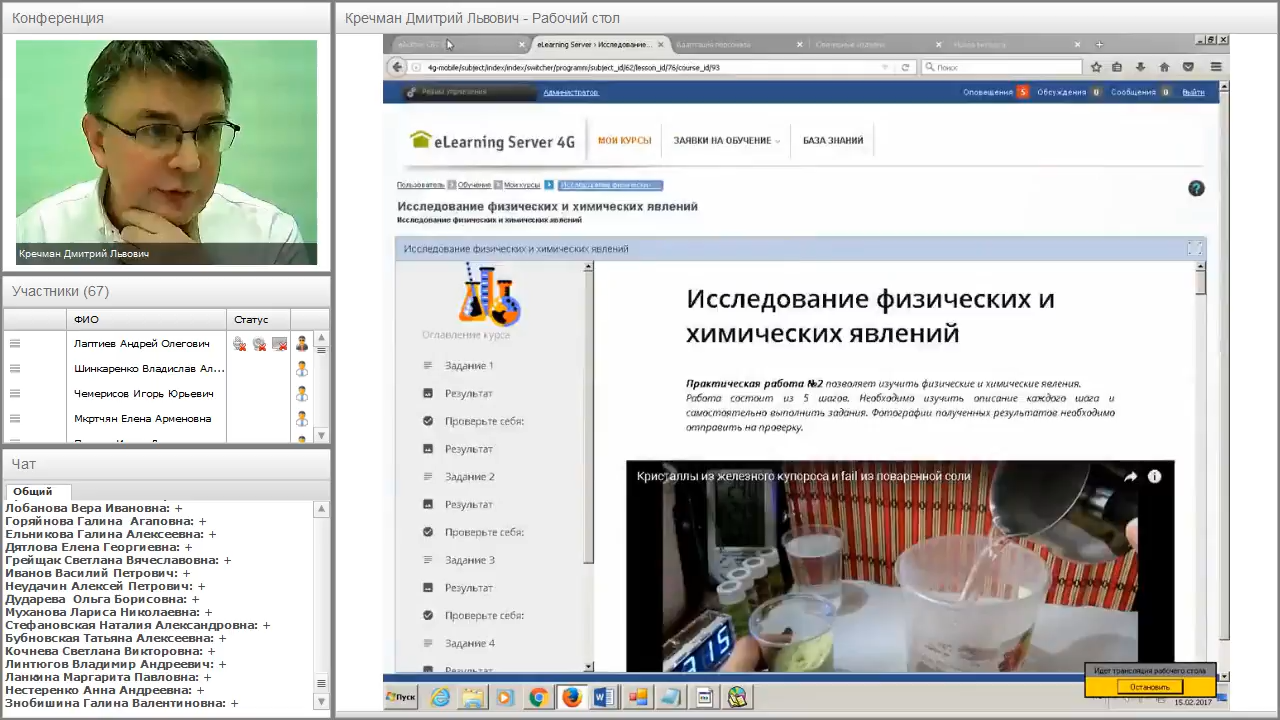 Конференция
Кречман Дмитрий Львович
Участники (67)
ФИО
Статус
Лаптиев Андрей Олегович
Шинкаренко Владислав Ал...
Чемерисов Игорь Юрьевич
Мкртчян Елена Арменовна
Чат
Общий
Лобанова Вера Ивановна: +
Горяйнова Галина Агаповна: +
Ельникова Галина Алексеевна: +
Дятлова Елена Георгиевна: +
Грейщак Светлана Вячеславовна: +
Иванов Василий Петрович: +
Неудачин Алексей Петрович: +
Дударева Ольга Борисовна: +
Муханова Лариса Николаевна: +
Стефановская Наталия Александровна: +
Бубновская Татьяна Алексеевна: +
Кочнева Светлана Викторовна: +
Линтюгов Владимир Андреевич: +
Ланкина Маргарита Павловна: +
Нестеренко Анна Андреевна: +
Знобишина Галина Валентиновна: +
Кречман Дмитрий Львович - Рабочий стол
eLearning Server › Исследование...
Адаптация персонала
4g-mobile/subject/index/index/switcher/programm/subject_id/62/lesson_id/76/course_id/93
Поиск
Режим управления
Администратор
Оповещения 5
Обсуждения 0
Сообщения 0
Выйти
eLearning Server 4G
МОИ КУРСЫ
ЗАЯВКИ НА ОБУЧЕНИЕ
БАЗА ЗНАНИЙ
Пользователь
Обучение
Мои курсы
Исследование физически
?
Исследование физических и химических явлений
Исследование физических и химических явлений
Исследование физических и химических явлений
Оглавление курса
Задание 1
Результат
Проверьте себя:
Результат
Задание 2
Результат
Проверьте себя:
Задание 3
Результат
Проверьте себя:
Задание 4
Результат
Исследование физических и
химических явлений
Практическая работа №2 позволяет изучить физические и химические явления.
Работа состоит из 5 шагов. Необходимо изучить описание каждого шага и
самостоятельно выполнить задания. Фотографии полученных результатов необходимо
отправить на проверку.
Кристаллы из железного купороса и fail из поваренной соли
Идет трансляция рабочего стола
Остановить
Пуск
15.02.2017